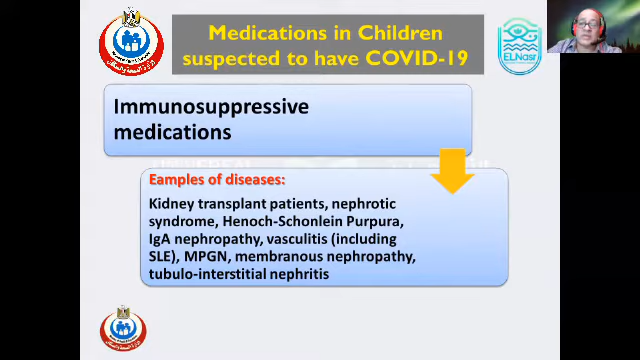 Medications in Children
suspected to have COVID-19
ELNasr
Immunosuppressive
medications
Eamples of diseases:
Kidney transplant patients, nephrotic
syndrome, Henoch-Schonlein Purpura,
IgA nephropathy, vasculitis (including
SLE), MPGN, membranous nephropathy,
tubulo-interstitial nephritis